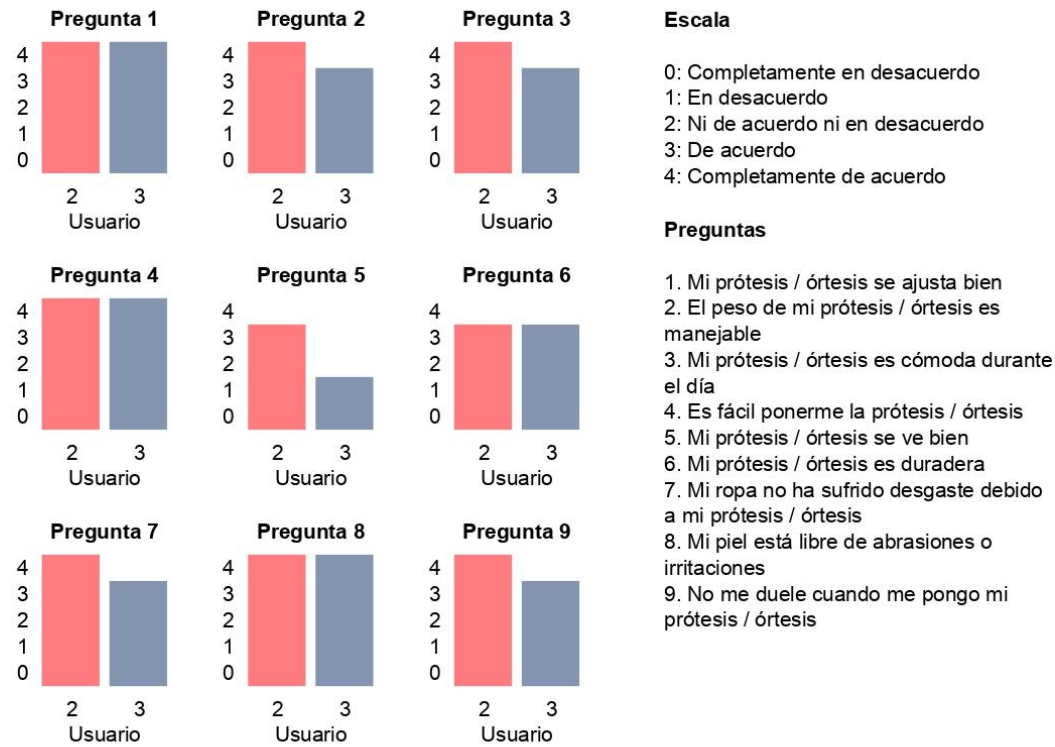 Pregunta 1
4
3
2
1
0
2 3
Usuario
Pregunta 2
4
3
2
1
0
2 3
Usuario
Pregunta 3
4
3
2
1
0
2 3
Usuario
Pregunta 4
4
3
2
1
0
2 3
Usuario
Pregunta 5
4
3
2
1
0
2 3
Usuario
Pregunta 6
4
3
2
1
0
2 3
Usuario
Pregunta 7
4
3
2
1
0
2 3
Usuario
Pregunta 8
4
3
2
1
0
2 3
Usuario
Pregunta 9
4
3
2
1
0
2 3
Usuario
Escala
0: Completamente en desacuerdo
1: En desacuerdo
2: Ni de acuerdo ni en desacuerdo
3: De acuerdo
4: Completamente de acuerdo
Preguntas
1. Mi prótesis / órtesis se ajusta bien
2. El peso de mi prótesis / órtesis es
manejable
3. Mi prótesis / órtesis es cómoda durante
el día
4. Es fácil ponerme la prótesis / órtesis
5. Mi prótesis / órtesis se ve bien
6. Mi prótesis / órtesis es duradera
7. Mi ropa no ha sufrido desgaste debido
a mi prótesis / órtesis
8. Mi piel está libre de abrasiones o
irritaciones
9. No me duele cuando me pongo mi
prótesis / órtesis